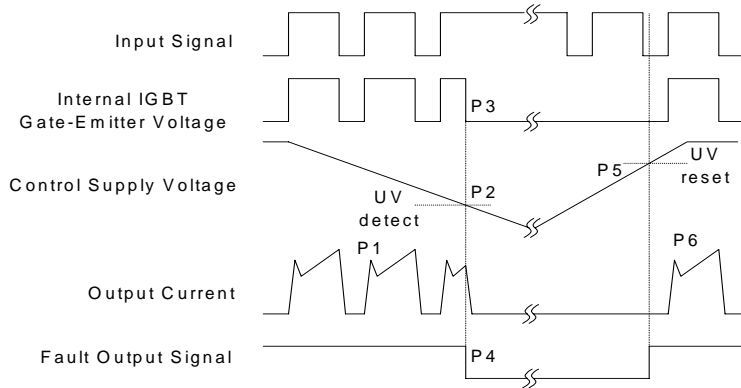 Input Signal
Internal IGBT
Gate-Emitter Voltage
P3
Control Supply Voltage
UV
detect
P2
P5
UV
reset
P1
P6
Output Current
Fault Output Signal
P4